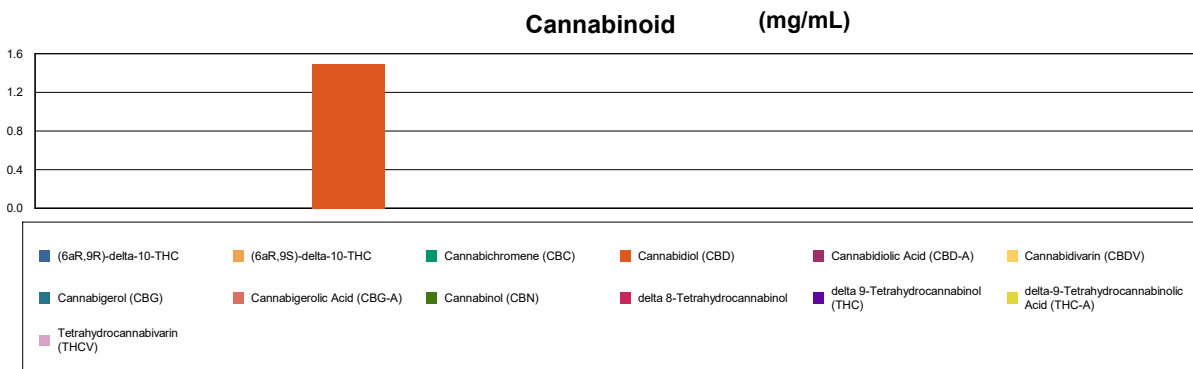 Cannabinoid (mg/mL)
1.6
1.2
0.8
0.4
0.0
(6aR,9R)-delta-10-THC
(6aR,9S)-delta-10-THC
Cannabichromene (CBC)
Cannabidiol (CBD)
Cannabidiolic Acid (CBD-A)
Cannabidivarin (CBDV)
Cannabigerol (CBG)
Cannabigerolic Acid (CBG-A)
Cannabinol (CBN)
delta 8-Tetrahydrocannabinol
delta 9-Tetrahydrocannabinol
(THC)
delta-9-Tetrahydrocannabinolic
Acid (THC-A)
Tetrahydrocannabivarin
(THCV)